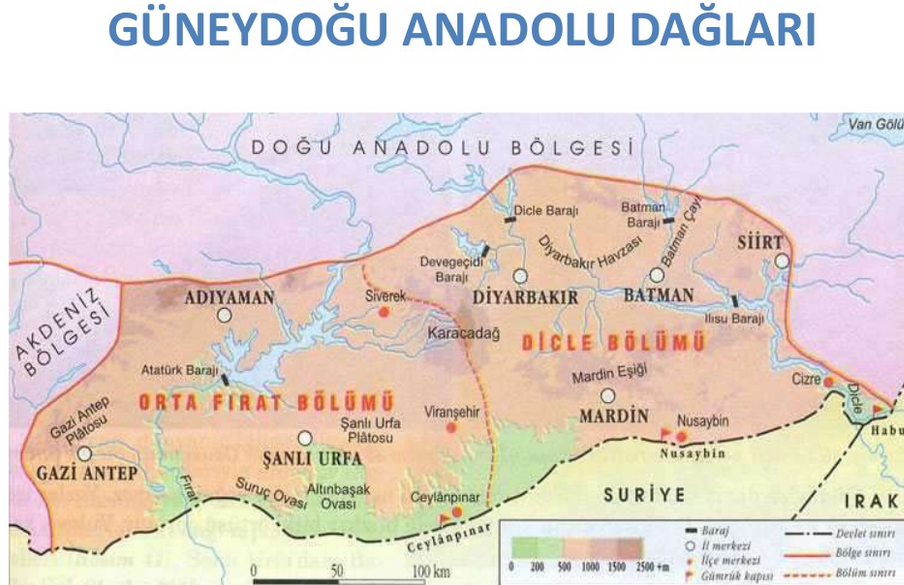 GÜNEYDOĞU ANADOLU DAĞLARI
Van Gölü
DOĞU ANADOLU BÖLGESİ
Dicle Barajı
Batman
Barajı
Batman Çayı
Diyarbakır Havzası
SİİRT
Devegeçidi
Barajı
DİYARBAKIR
BATMAN
AKDENİZ
BÖLGESİ
ADIYAMAN
Siverek
Ilısu Barajı
Karacadağ
DİCLE BÖLÜMÜ
Atatürk Barajı
Mardin Eşiği
Cizre
Dicle
ORTA FIRAT BÖLÜMÜ
Gazi Antep
Plâtosu
Şanlı Urfa
Plâtosu
Viranşehir
MARDİN
Nusaybin
Habu
Nusaybin
GAZİ ANTEP
ŞANLI URFA
Fırat
Suruç Ovası
Altınbaşak
Ovası
Ceylânpınar
Ceylânpınar
SURİYE
IRAK
0 50 100 km
0 200 500 1000 1500 2500 +m
Baraj
İl merkezi
İlçe merkezi
Gümrük kapısı
Devlet sınırı
Bölge sınırı
Bölüm sınırı